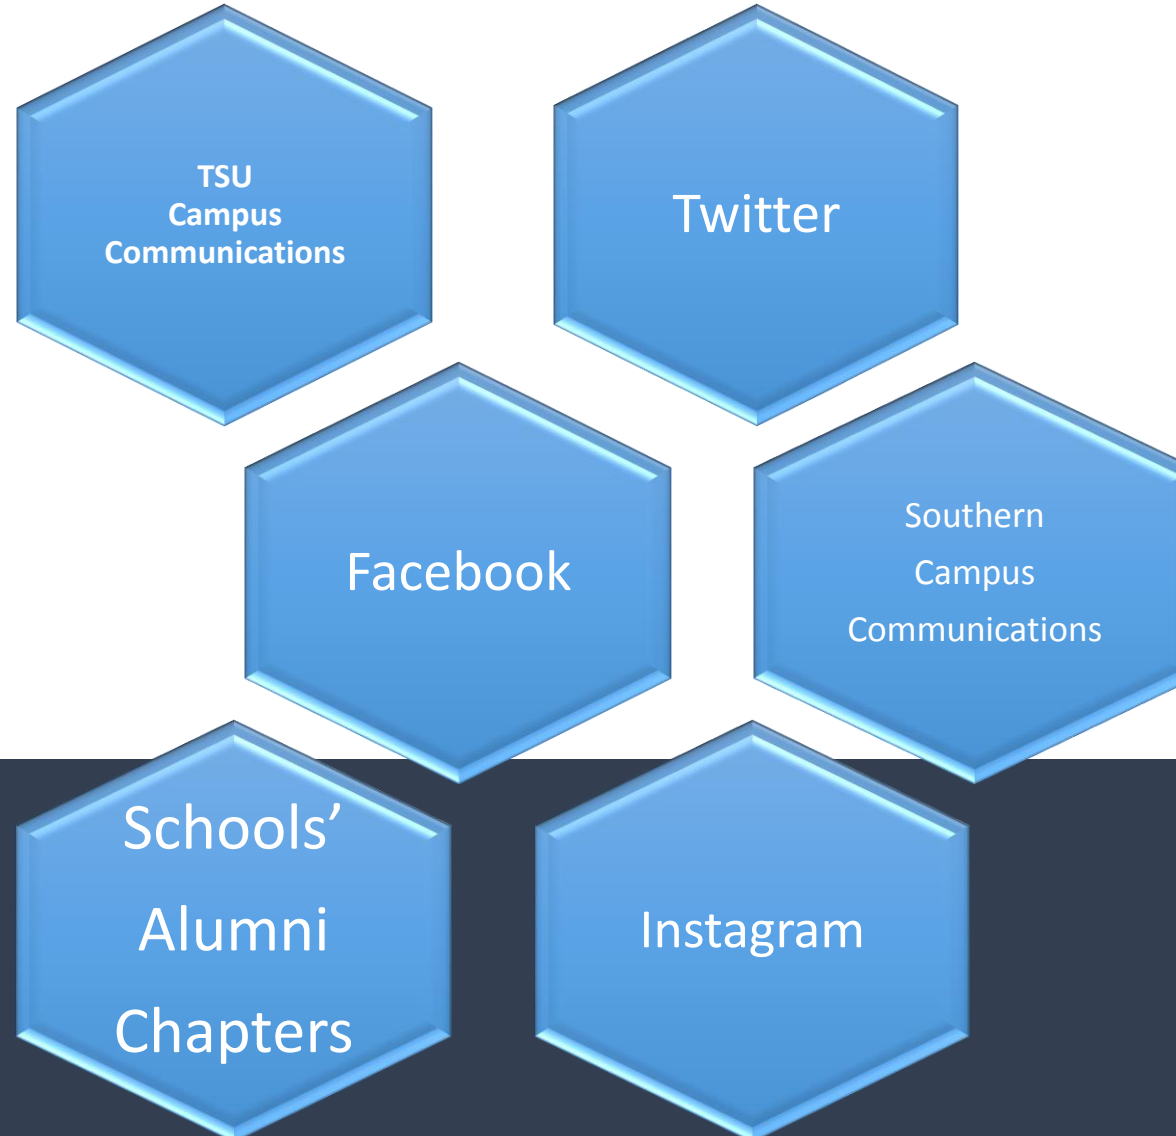 TSU
Campus
Communications
Twitter
Facebook
Southern
Campus
Communications
Schools’
Alumni
Chapters
Instagram